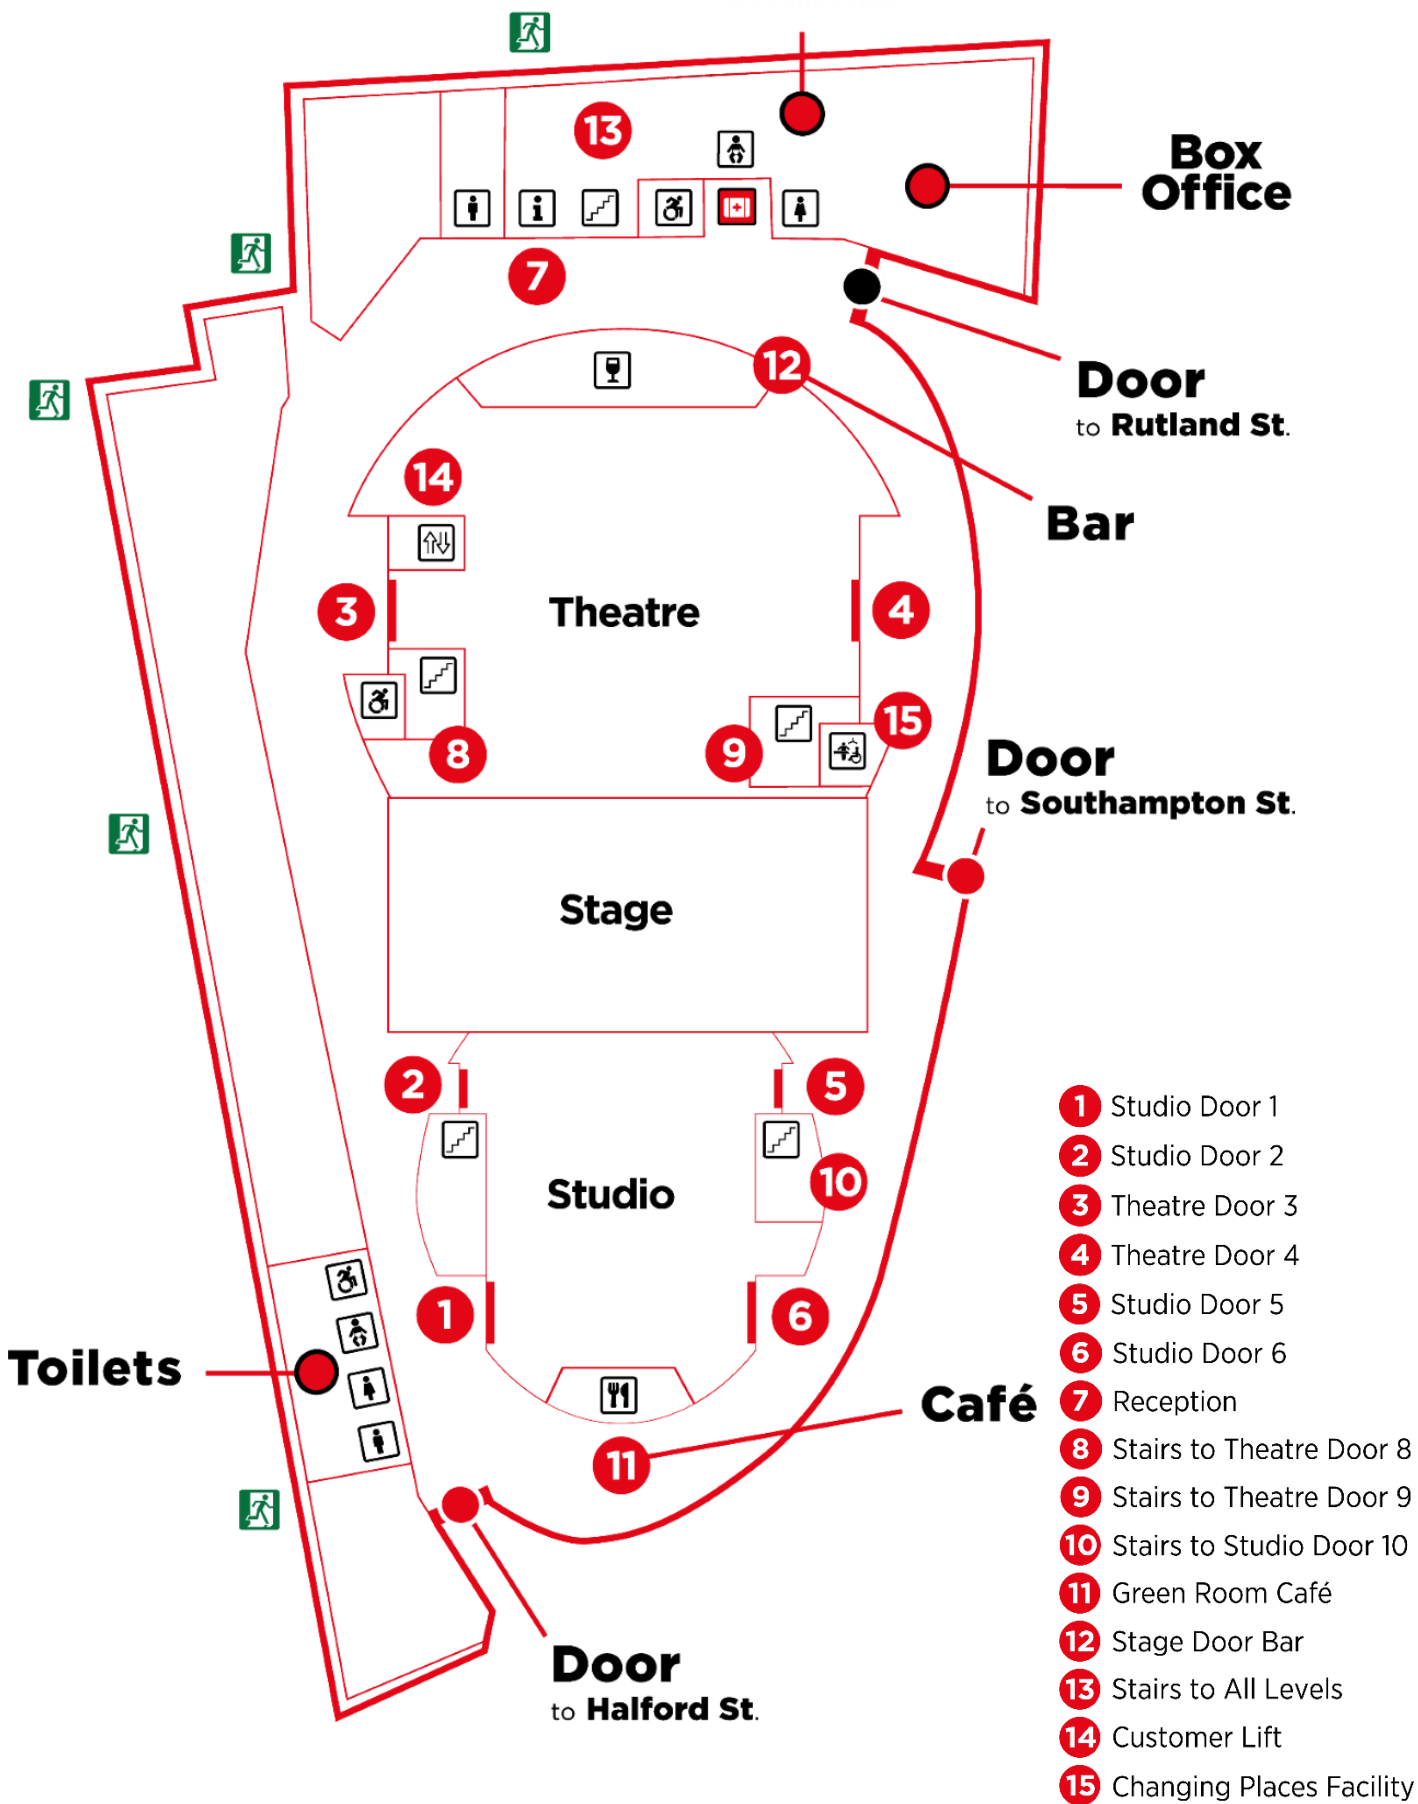 13
Box
Office
7
12
Door
to Rutland St.
14
Bar
3
Theatre
4
15
8
9
Door
to Southampton St.
Stage
2
5
Studio
10
1
6
Toilets
Café
11
Door
to Halford St.
1 Studio Door 1
2 Studio Door 2
3 Theatre Door 3
4 Theatre Door 4
5 Studio Door 5
6 Studio Door 6
7 Reception
8 Stairs to Theatre Door 8
9 Stairs to Theatre Door 9
10 Stairs to Studio Door 10
11 Green Room Café
12 Stage Door Bar
13 Stairs to All Levels
14 Customer Lift
15 Changing Places Facility